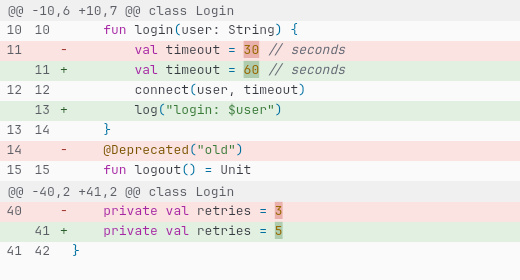 @@ -10,6 +10,7 @@ class Login
10 10     fun login(user: String) {
11    -         val timeout = 30 // seconds
   11 +         val timeout = 60 // seconds
12 12         connect(user, timeout)
   13 +         log("login: $user")
13 14     }
14    -     @Deprecated("old")
15 15     fun logout() = Unit
@@ -40,2 +41,2 @@ class Login
40    -     private val retries = 3
   41 +     private val retries = 5
41 42 }